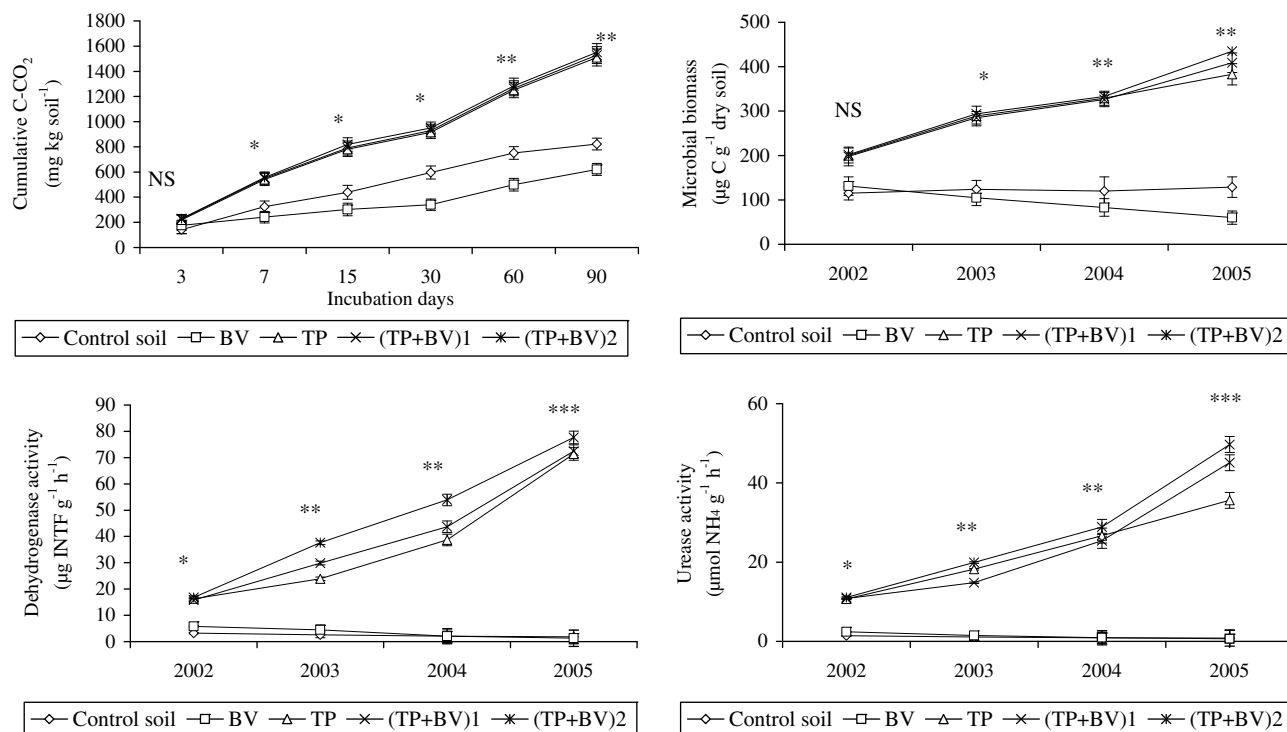 Cumulative C-CO2
(mg kg soil-1)
1800
1600
1400
1200
1000
800
600
400
200
0
NS
*
*
*
**
**
3
7
15
30
60
90
Incubation days
Control soil
BV
TP
(TP+BV)1
(TP+BV)2
Microbial biomass
(µg C g-1 dry soil)
500
400
300
200
100
0
NS
*
**
**
2002
2003
2004
2005
Control soil
BV
TP
(TP+BV)1
(TP+BV)2
Dehydrogenase activity
(µg INTF g-1 h-1)
90
80
70
60
50
40
30
20
10
0
*
**
**
***
2002
2003
2004
2005
Control soil
BV
TP
(TP+BV)1
(TP+BV)2
Urease activity
(µmol NH4 g-1 h-1)
60
40
20
0
*
**
**
***
2002
2003
2004
2005
Control soil
BV
TP
(TP+BV)1
(TP+BV)2